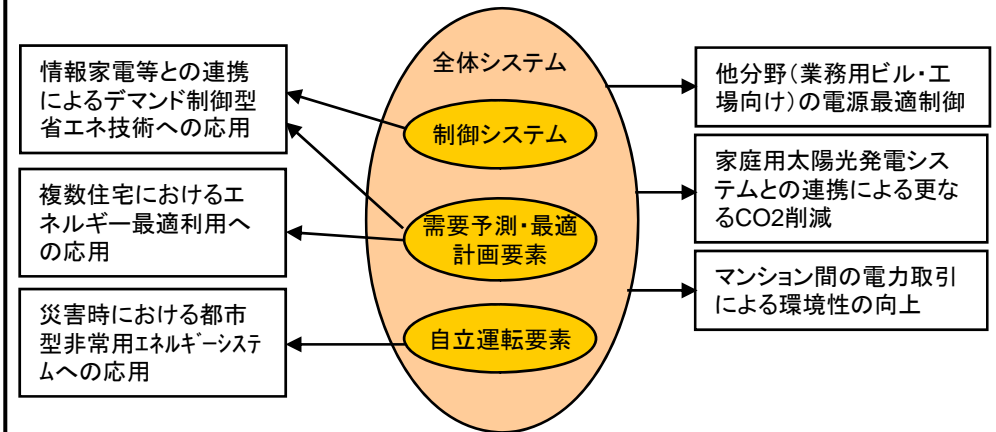 情報家電等との連携
によるデマンド制御型
省エネ技術への応用
複数住宅におけるエ
ネルギー最適利用へ
の応用
災害時における都市
型非常用ｴﾈﾙｷﾞｰｼｽﾃ
ﾑへの応用
全体システム
制御システム
需要予測・最適
計画要素
自立運転要素
他分野（業務用ビル・工
場向け）の電源最適制御
家庭用太陽光発電シス
テムとの連携による更な
るCO2削減
マンション間の電力取引
による環境性の向上